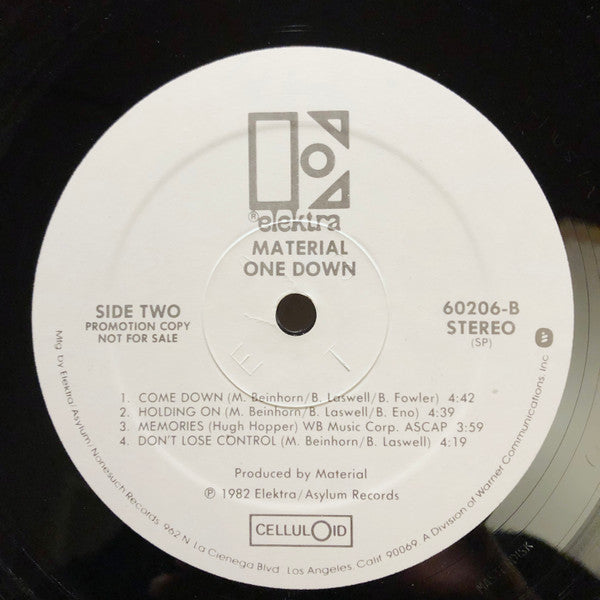 ® elektra
MATERIAL
ONE DOWN
SIDE TWO
PROMOTION COPY
NOT FOR SALE
60206-B
STEREO
(SP)
1. COME DOWN (M. Beinhorn/B. Laswell/B. Fowler) 4:42
2. HOLDING ON (M. Beinhorn/B. Laswell/B. Eno) 4:39
3. MEMORIES (Hugh Hopper) WB Music Corp. ASCAP 3:59
4. DON'T LOSE CONTROL (M. Beinhorn/B. Laswell) 4:19
Produced by Material
℗ 1982 Elektra/Asylum Records
CELLULOID
Mfg by Elektra/Asylum/Nonesuch Records 962 N. La Cienega Blvd. Los Angeles, Calif. 90069 A Division of Warner Communications, Inc.